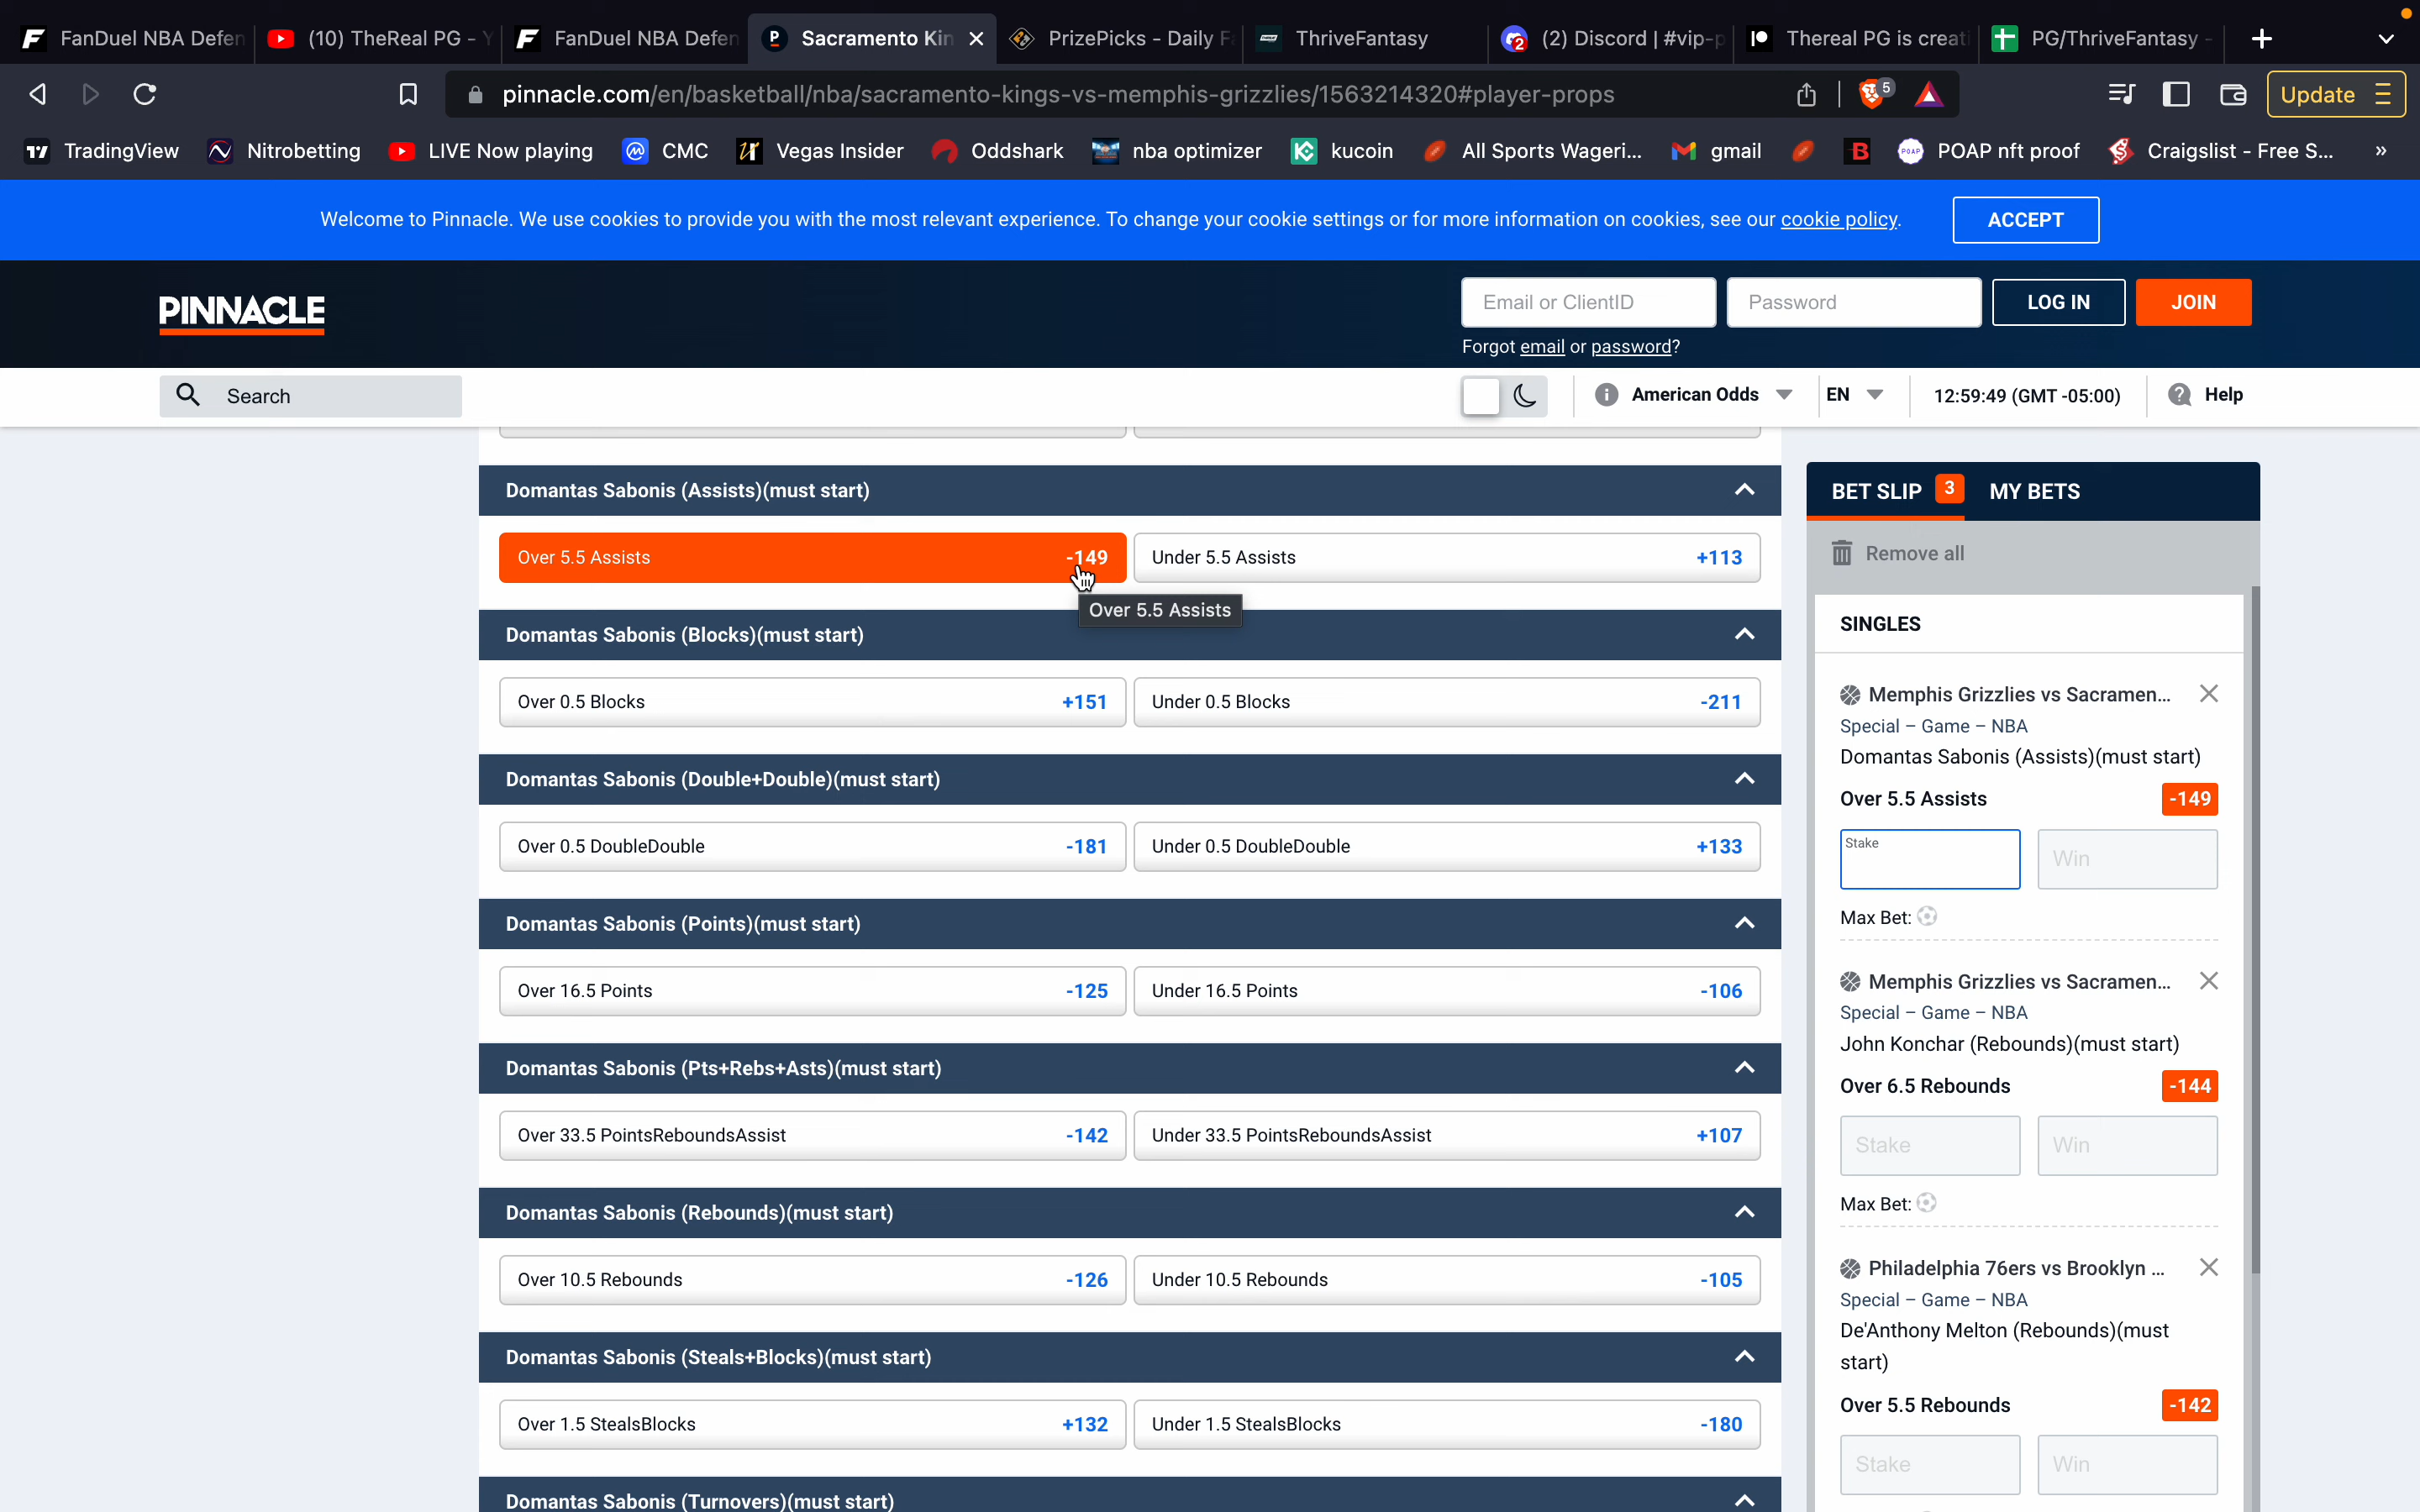 FanDuel NBA Defen
(10) TheReal PG -
FanDuel NBA Defen
Sacramento Kin
PrizePicks - Daily F
ThriveFantasy
(2) Discord | #vip-p
Thereal PG is creati
PG/ThriveFantasy -
pinnacle.com/en/basketball/nba/sacramento-kings-vs-memphis-grizzlies/1563214320#player-props
5
Update
TradingView
Nitrobetting
LIVE Now playing
CMC
Vegas Insider
Oddshark
nba optimizer
kucoin
All Sports Wageri...
gmail
POAP nft proof
Craigslist - Free S...
»
Welcome to Pinnacle. We use cookies to provide you with the most relevant experience. To change your cookie settings or for more information on cookies, see our cookie policy.
ACCEPT
PINNACLE
Email or ClientID
Password
LOG IN
JOIN
Forgot email or password?
Search
American Odds
EN
12:59:49 (GMT -05:00)
Help
Domantas Sabonis (Assists)(must start)
Over 5.5 Assists -149
Under 5.5 Assists +113
Over 5.5 Assists
Domantas Sabonis (Blocks)(must start)
Over 0.5 Blocks +151
Under 0.5 Blocks -211
Domantas Sabonis (Double+Double)(must start)
Over 0.5 DoubleDouble -181
Under 0.5 DoubleDouble +133
Domantas Sabonis (Points)(must start)
Over 16.5 Points -125
Under 16.5 Points -106
Domantas Sabonis (Pts+Rebs+Asts)(must start)
Over 33.5 PointsReboundsAssist -142
Under 33.5 PointsReboundsAssist +107
Domantas Sabonis (Rebounds)(must start)
Over 10.5 Rebounds -126
Under 10.5 Rebounds -105
Domantas Sabonis (Steals+Blocks)(must start)
Over 1.5 StealsBlocks +132
Under 1.5 StealsBlocks -180
Domantas Sabonis (Turnovers)(must start)
BET SLIP 3
MY BETS
Remove all
SINGLES
Memphis Grizzlies vs Sacramen...
Special – Game – NBA
Domantas Sabonis (Assists)(must start)
Over 5.5 Assists -149
Stake
Win
Max Bet:
Memphis Grizzlies vs Sacramen...
Special – Game – NBA
John Konchar (Rebounds)(must start)
Over 6.5 Rebounds -144
Stake
Win
Max Bet:
Philadelphia 76ers vs Brooklyn ...
Special – Game – NBA
De'Anthony Melton (Rebounds)(must
start)
Over 5.5 Rebounds -142
Stake
Win